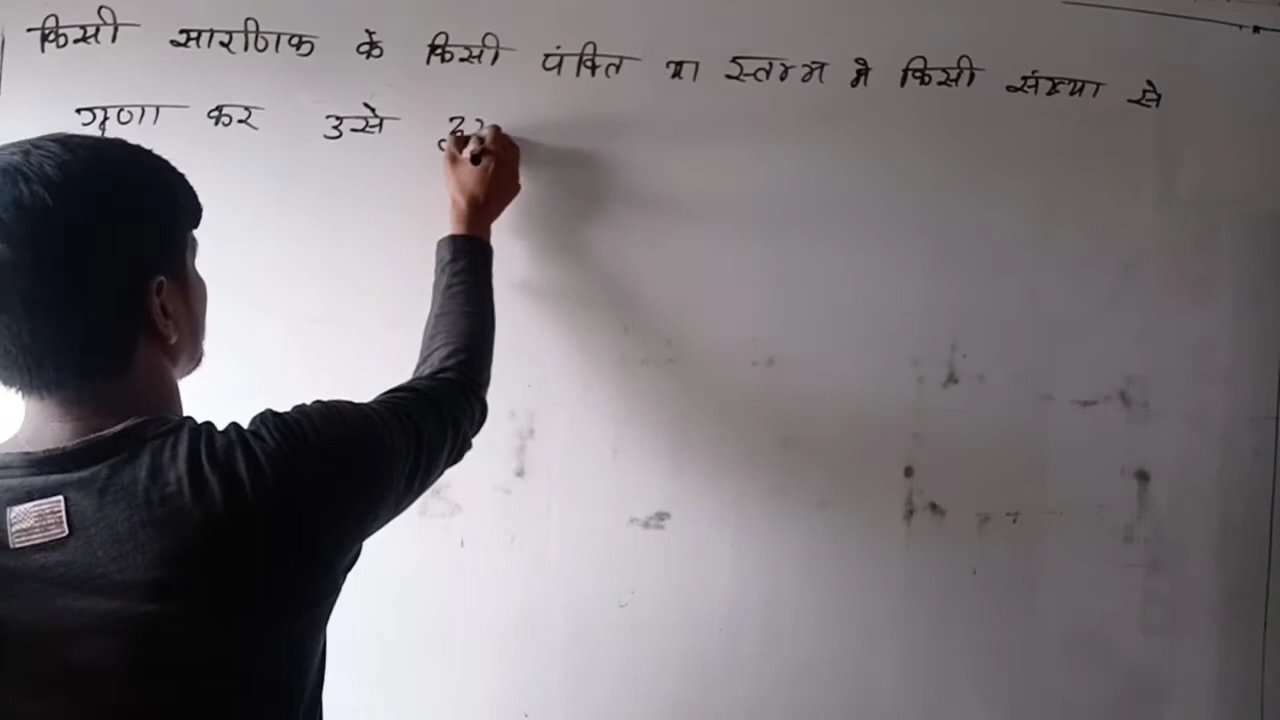 किसी सारणिक के किसी पंक्ति या स्तम्भ मे किसी संख्या से
गुणा कर उसे